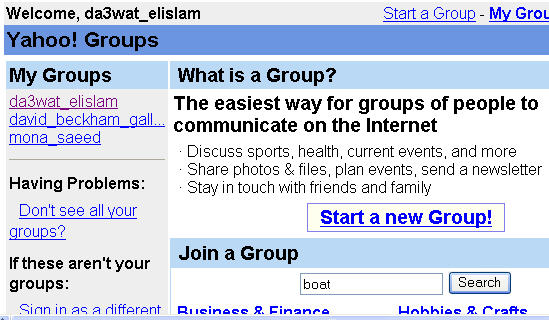 Welcome, da3wat_elislam
Start a Group - My Grou
Yahoo! Groups
My Groups
da3wat_elislam
david_beckham_gall...
mona_saeed
Having Problems:
Don't see all your
groups?
If these aren't your
groups:
Sign in as a different
What is a Group?
The easiest way for groups of people to
communicate on the Internet
· Discuss sports, health, current events, and more
· Share photos & files, plan events, send a newsletter
· Stay in touch with friends and family
Start a new Group!
Join a Group
boat Search
Business & Finance Hobbies & Crafts